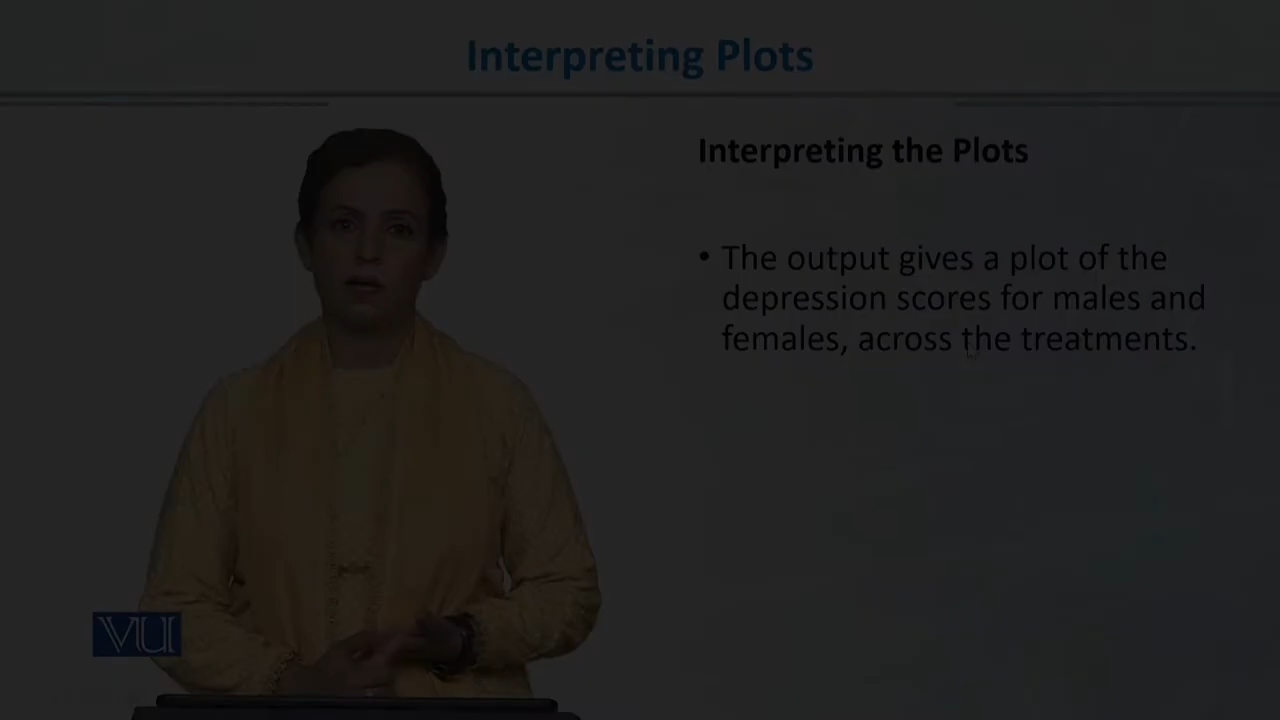 Interpreting Plots
Interpreting the Plots
• The output gives a plot of the
depression scores for males and
females, across the treatments.
VU